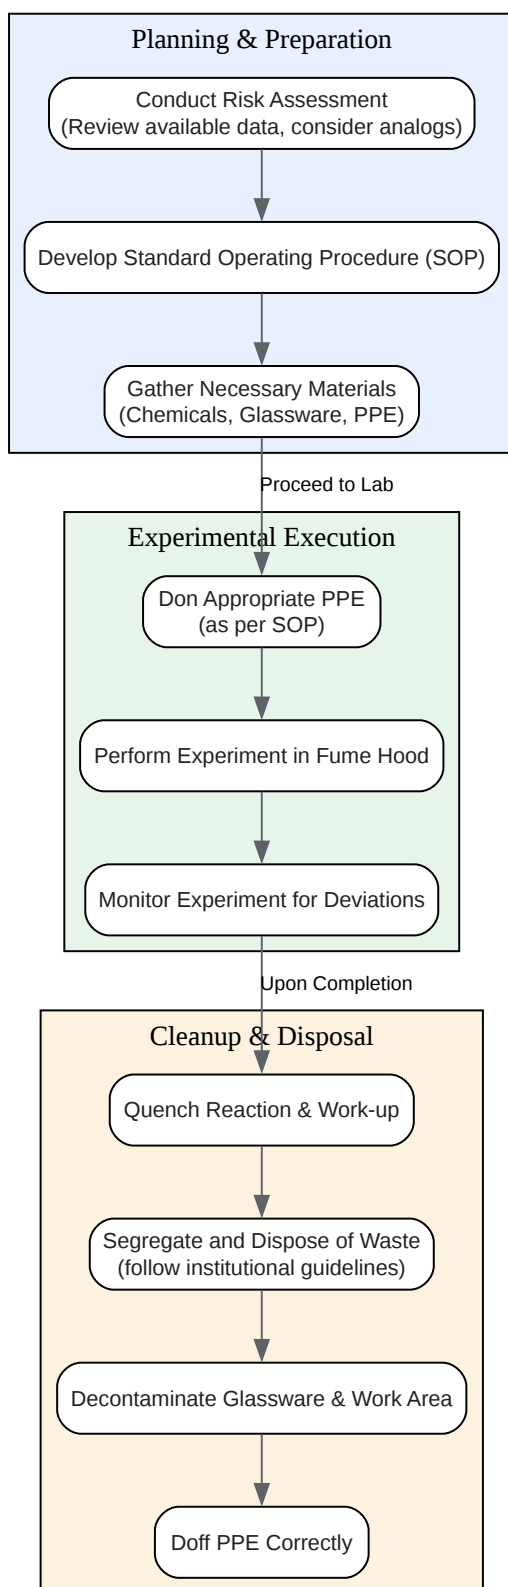 Planning & Preparation
Conduct Risk Assessment
(Review available data, consider analogs)
Develop Standard Operating Procedure (SOP)
Gather Necessary Materials
(Chemicals, Glassware, PPE)
Proceed to Lab
Experimental Execution
Don Appropriate PPE
(as per SOP)
Perform Experiment in Fume Hood
Monitor Experiment for Deviations
Upon Completion
Cleanup & Disposal
Quench Reaction & Work-up
Segregate and Dispose of Waste
(follow institutional guidelines)
Decontaminate Glassware & Work Area
Doff PPE Correctly